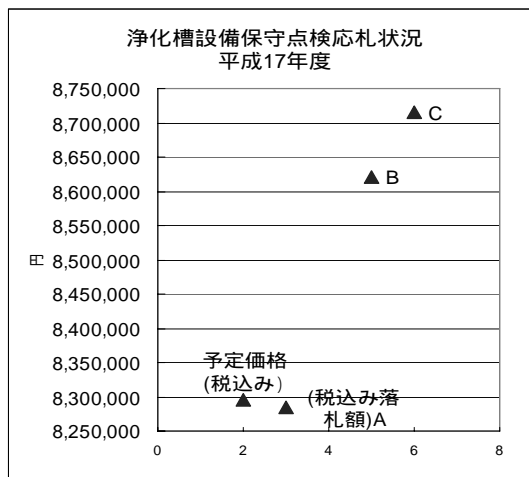 浄化槽設備保守点検応札状況
平成17年度
8,750,000
8,700,000
8,650,000
8,600,000
8,550,000
8,500,000
8,450,000
8,400,000
8,350,000
8,300,000
8,250,000
円
C
B
予定価格
(税込み)
(税込み落
札額)A
0
2
4
6
8